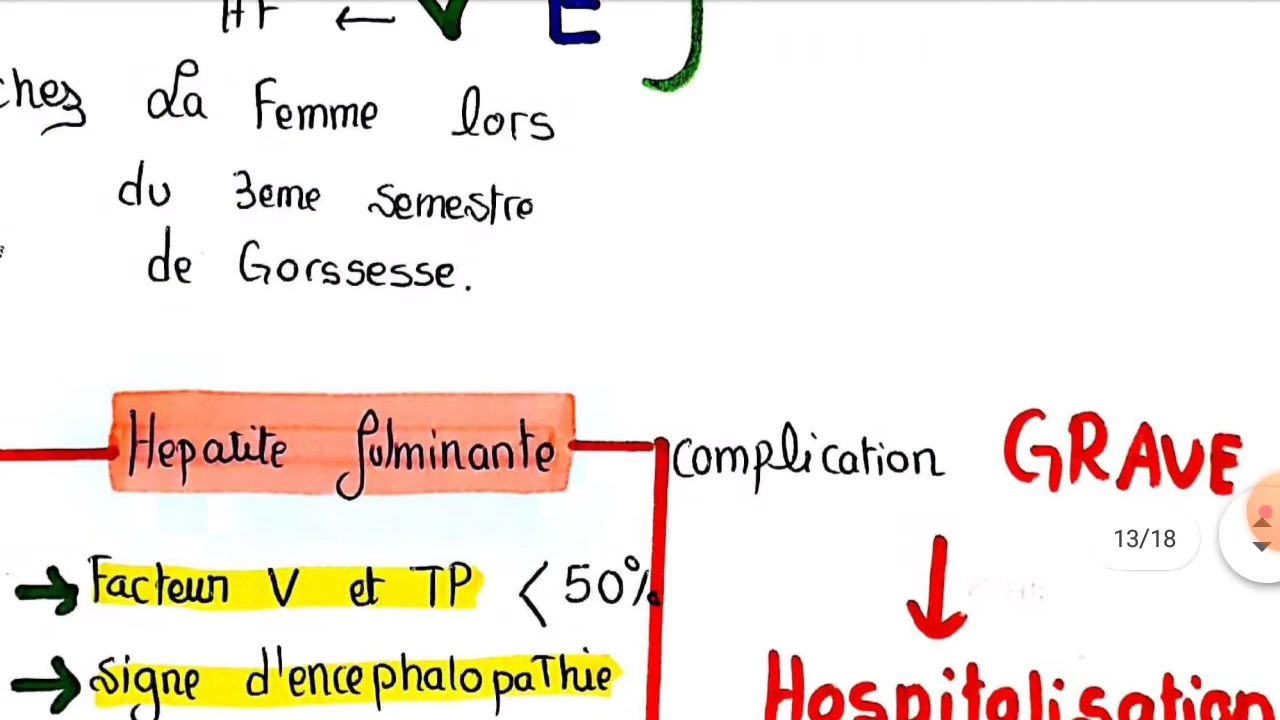 HF ← V E
chez La Femme lors
du 3eme semestre
de Gorssesse.
Hepatite fulminante complication GRAVE
13/18
→ Facteur V et TP < 50%
→ signe d'encephalopathie
Hospitalisation